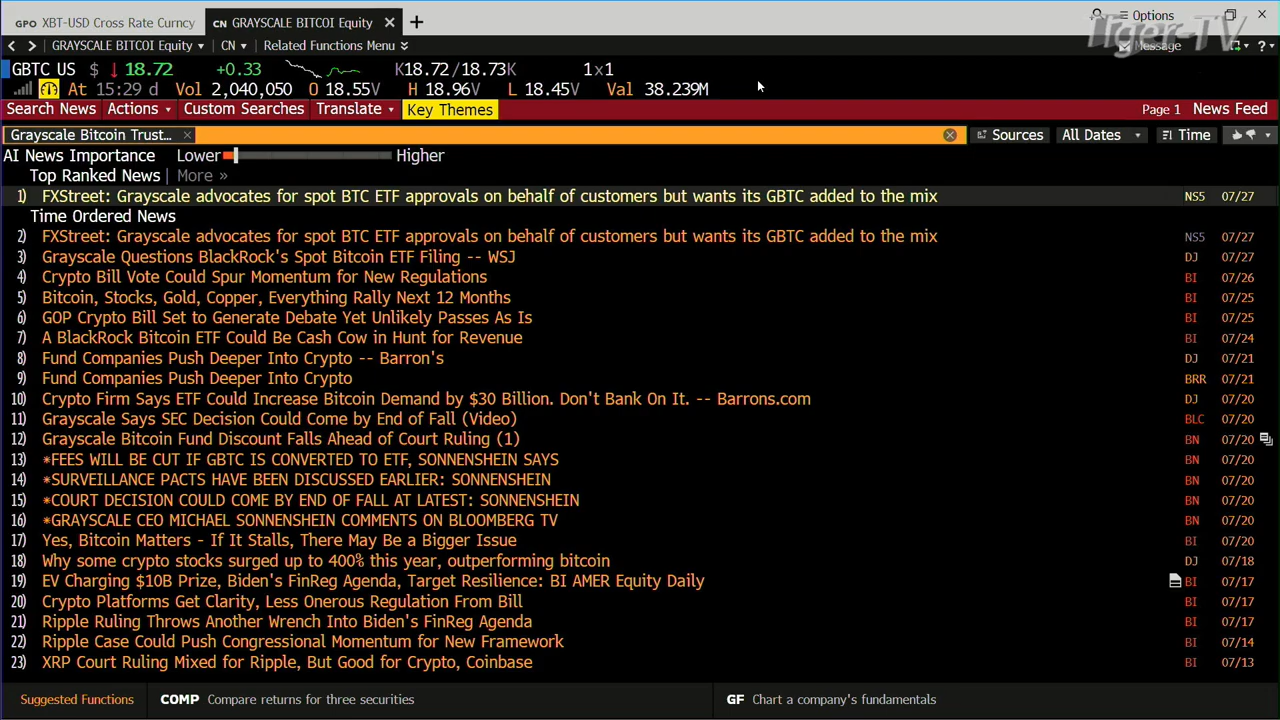 GPO XBT-USD Cross Rate Curncy CN GRAYSCALE BITCOI Equity × + Options ×
GRAYSCALE BITCOI Equity CN Related Functions Menu Message ?
Tiger-TV
GBTC US $ ↓ 18.72 +0.33 K18.72/18.73K 1x1
At 15:29 d Vol 2,040,050 O 18.55V H 18.96V L 18.45V Val 38.239M
Search News Actions Custom Searches Translate Key Themes Page 1 News Feed
Grayscale Bitcoin Trust... × Sources All Dates Time
AI News Importance Lower Higher
Top Ranked News | More »
1) FXStreet: Grayscale advocates for spot BTC ETF approvals on behalf of customers but wants its GBTC added to the mix NS5 07/27
Time Ordered News
2) FXStreet: Grayscale advocates for spot BTC ETF approvals on behalf of customers but wants its GBTC added to the mix NS5 07/27
3) Grayscale Questions BlackRock's Spot Bitcoin ETF Filing -- WSJ DJ 07/27
4) Crypto Bill Vote Could Spur Momentum for New Regulations BI 07/26
5) Bitcoin, Stocks, Gold, Copper, Everything Rally Next 12 Months BI 07/25
6) GOP Crypto Bill Set to Generate Debate Yet Unlikely Passes As Is BI 07/25
7) A BlackRock Bitcoin ETF Could Be Cash Cow in Hunt for Revenue BI 07/24
8) Fund Companies Push Deeper Into Crypto -- Barron's DJ 07/21
9) Fund Companies Push Deeper Into Crypto BRR 07/21
10) Crypto Firm Says ETF Could Increase Bitcoin Demand by $30 Billion. Don't Bank On It. -- Barrons.com DJ 07/20
11) Grayscale Says SEC Decision Could Come by End of Fall (Video) BLC 07/20
12) Grayscale Bitcoin Fund Discount Falls Ahead of Court Ruling (1) BN 07/20
13) *FEES WILL BE CUT IF GBTC IS CONVERTED TO ETF, SONNENSHEIN SAYS BN 07/20
14) *SURVEILLANCE PACTS HAVE BEEN DISCUSSED EARLIER: SONNENSHEIN BN 07/20
15) *COURT DECISION COULD COME BY END OF FALL AT LATEST: SONNENSHEIN BN 07/20
16) *GRAYSCALE CEO MICHAEL SONNENSHEIN COMMENTS ON BLOOMBERG TV BN 07/20
17) Yes, Bitcoin Matters - If It Stalls, There May Be a Bigger Issue BI 07/20
18) Why some crypto stocks surged up to 400% this year, outperforming bitcoin DJ 07/18
19) EV Charging $10B Prize, Biden's FinReg Agenda, Target Resilience: BI AMER Equity Daily BI 07/17
20) Crypto Platforms Get Clarity, Less Onerous Regulation From Bill BI 07/17
21) Ripple Ruling Throws Another Wrench Into Biden's FinReg Agenda BI 07/17
22) Ripple Case Could Push Congressional Momentum for New Framework BI 07/14
23) XRP Court Ruling Mixed for Ripple, But Good for Crypto, Coinbase BI 07/13
Suggested Functions COMP Compare returns for three securities GF Chart a company's fundamentals